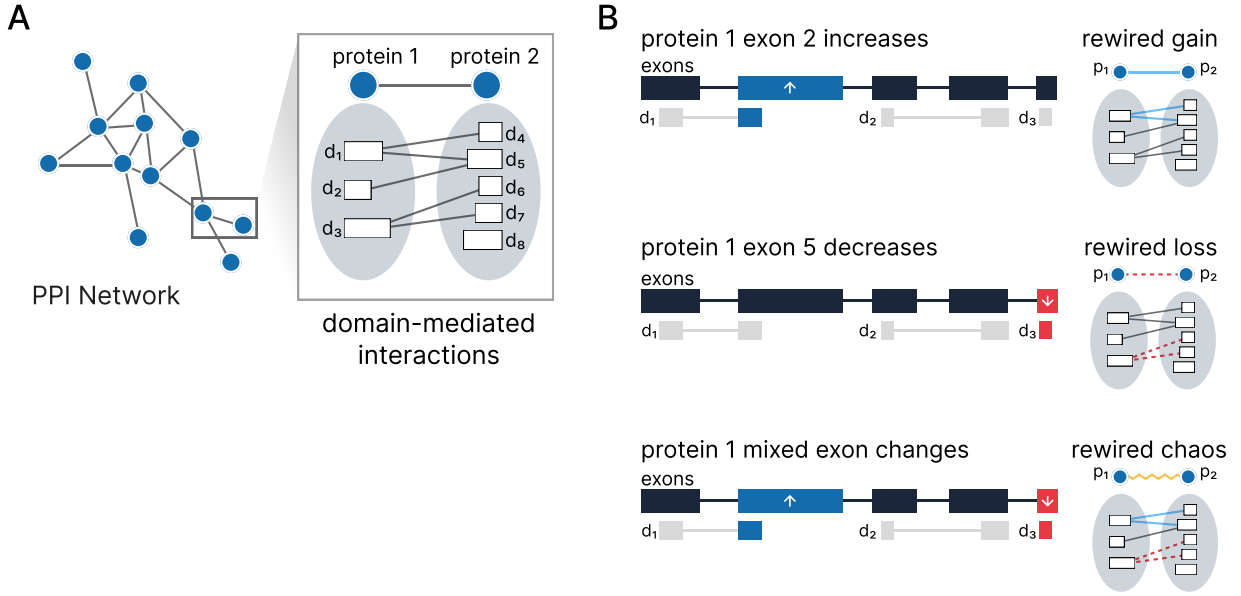 A
PPI Network
protein 1 protein 2
d₁
d₂
d₃
d₄
d₅
d₆
d₇
d₈
domain-mediated
interactions
B
protein 1 exon 2 increases
exons
d₁ d₂ d₃
rewired gain
p₁ p₂
protein 1 exon 5 decreases
exons
d₁ d₂ d₃
rewired loss
p₁ p₂
protein 1 mixed exon changes
exons
d₁ d₂ d₃
rewired chaos
p₁ p₂